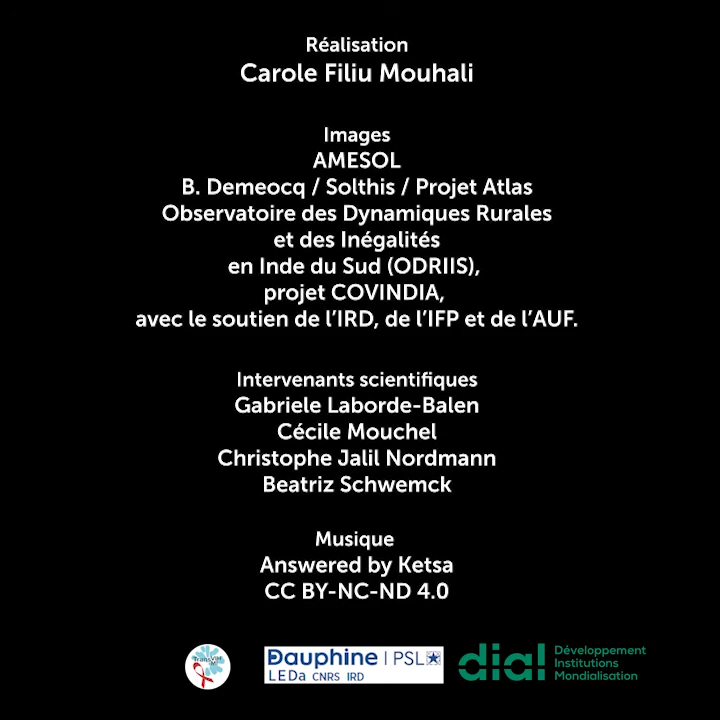 Réalisation
Carole Filiu Mouhali
Images
AMESOL
B. Demeocq / Solthis / Projet Atlas
Observatoire des Dynamiques Rurales
et des Inégalités
en Inde du Sud (ODRIIS),
projet COVINDIA,
avec le soutien de l’IRD, de l’IFP et de l’AUF.
Intervenants scientifiques
Gabriele Laborde-Balen
Cécile Mouchel
Christophe Jalil Nordmann
Beatriz Schwemck
Musique
Answered by Ketsa
CC BY-NC-ND 4.0
Dauphine | PSL
LEDa CNRS IRD
dial
Développement
Institutions
Mondialisation